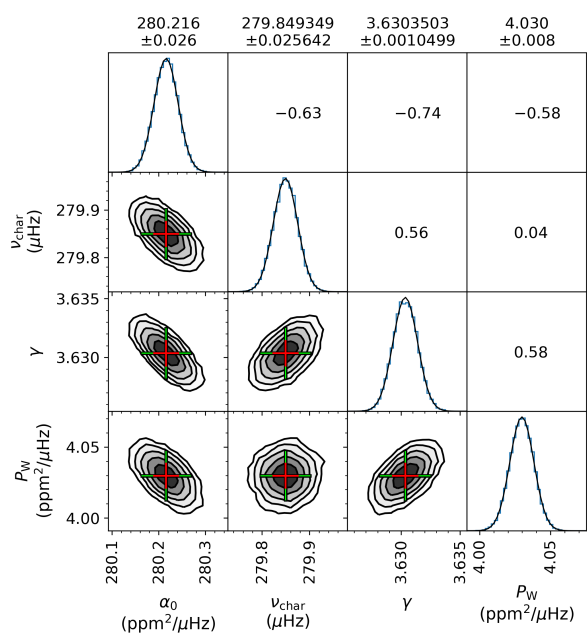 280.216
±0.026
279.849349
±0.025642
3.6303503
±0.0010499
4.030
±0.008
−0.63
−0.74
−0.58
279.9
279.8
ν_char
(μHz)
0.56
0.04
3.635
3.630
γ
0.58
4.05
4.00
P_W
(ppm²/μHz)
280.1
280.2
280.3
279.8
279.9
3.630
3.635
4.00
4.05
α₀
(ppm²/μHz)
ν_char
(μHz)
γ
P_W
(ppm²/μHz)